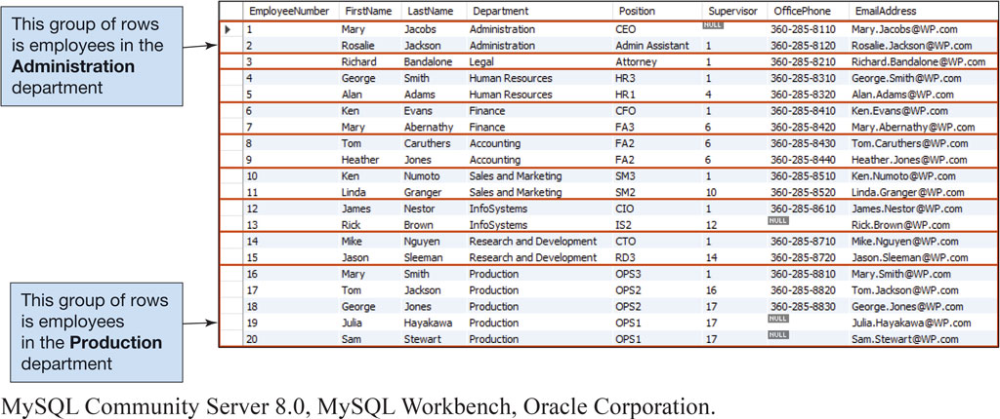 This group of rows
is employees in the
Administration
department
EmployeeNumber FirstName LastName Department Position Supervisor OfficePhone EmailAddress
1 Mary Jacobs Administration CEO NULL 360-285-8110 Mary.Jacobs@WP.com
2 Rosalie Jackson Administration Admin Assistant 1 360-285-8120 Rosalie.Jackson@WP.com
3 Richard Bandalone Legal Attorney 1 360-285-8210 Richard.Bandalone@WP.com
4 George Smith Human Resources HR3 1 360-285-8310 George.Smith@WP.com
5 Alan Adams Human Resources HR1 4 360-285-8320 Alan.Adams@WP.com
6 Ken Evans Finance CFO 1 360-285-8410 Ken.Evans@WP.com
7 Mary Abernathy Finance FA3 6 360-285-8420 Mary.Abernathy@WP.com
8 Tom Caruthers Accounting FA2 6 360-285-8430 Tom.Caruthers@WP.com
9 Heather Jones Accounting FA2 6 360-285-8440 Heather.Jones@WP.com
10 Ken Numoto Sales and Marketing SM3 1 360-285-8510 Ken.Numoto@WP.com
11 Linda Granger Sales and Marketing SM2 10 360-285-8520 Linda.Granger@WP.com
12 James Nestor InfoSystems CIO 1 360-285-8610 James.Nestor@WP.com
13 Rick Brown InfoSystems IS2 12 NULL Rick.Brown@WP.com
14 Mike Nguyen Research and Development CTO 1 360-285-8710 Mike.Nguyen@WP.com
15 Jason Sleeman Research and Development RD3 14 360-285-8720 Jason.Sleeman@WP.com
16 Mary Smith Production OPS3 1 360-285-8810 Mary.Smith@WP.com
17 Tom Jackson Production OPS2 16 360-285-8820 Tom.Jackson@WP.com
18 George Jones Production OPS2 17 360-285-8830 George.Jones@WP.com
19 Julia Hayakawa Production OPS1 17 NULL Julia.Hayakawa@WP.com
20 Sam Stewart Production OPS1 17 NULL Sam.Stewart@WP.com
This group of rows
is employees
in the Production
department
MySQL Community Server 8.0, MySQL Workbench, Oracle Corporation.